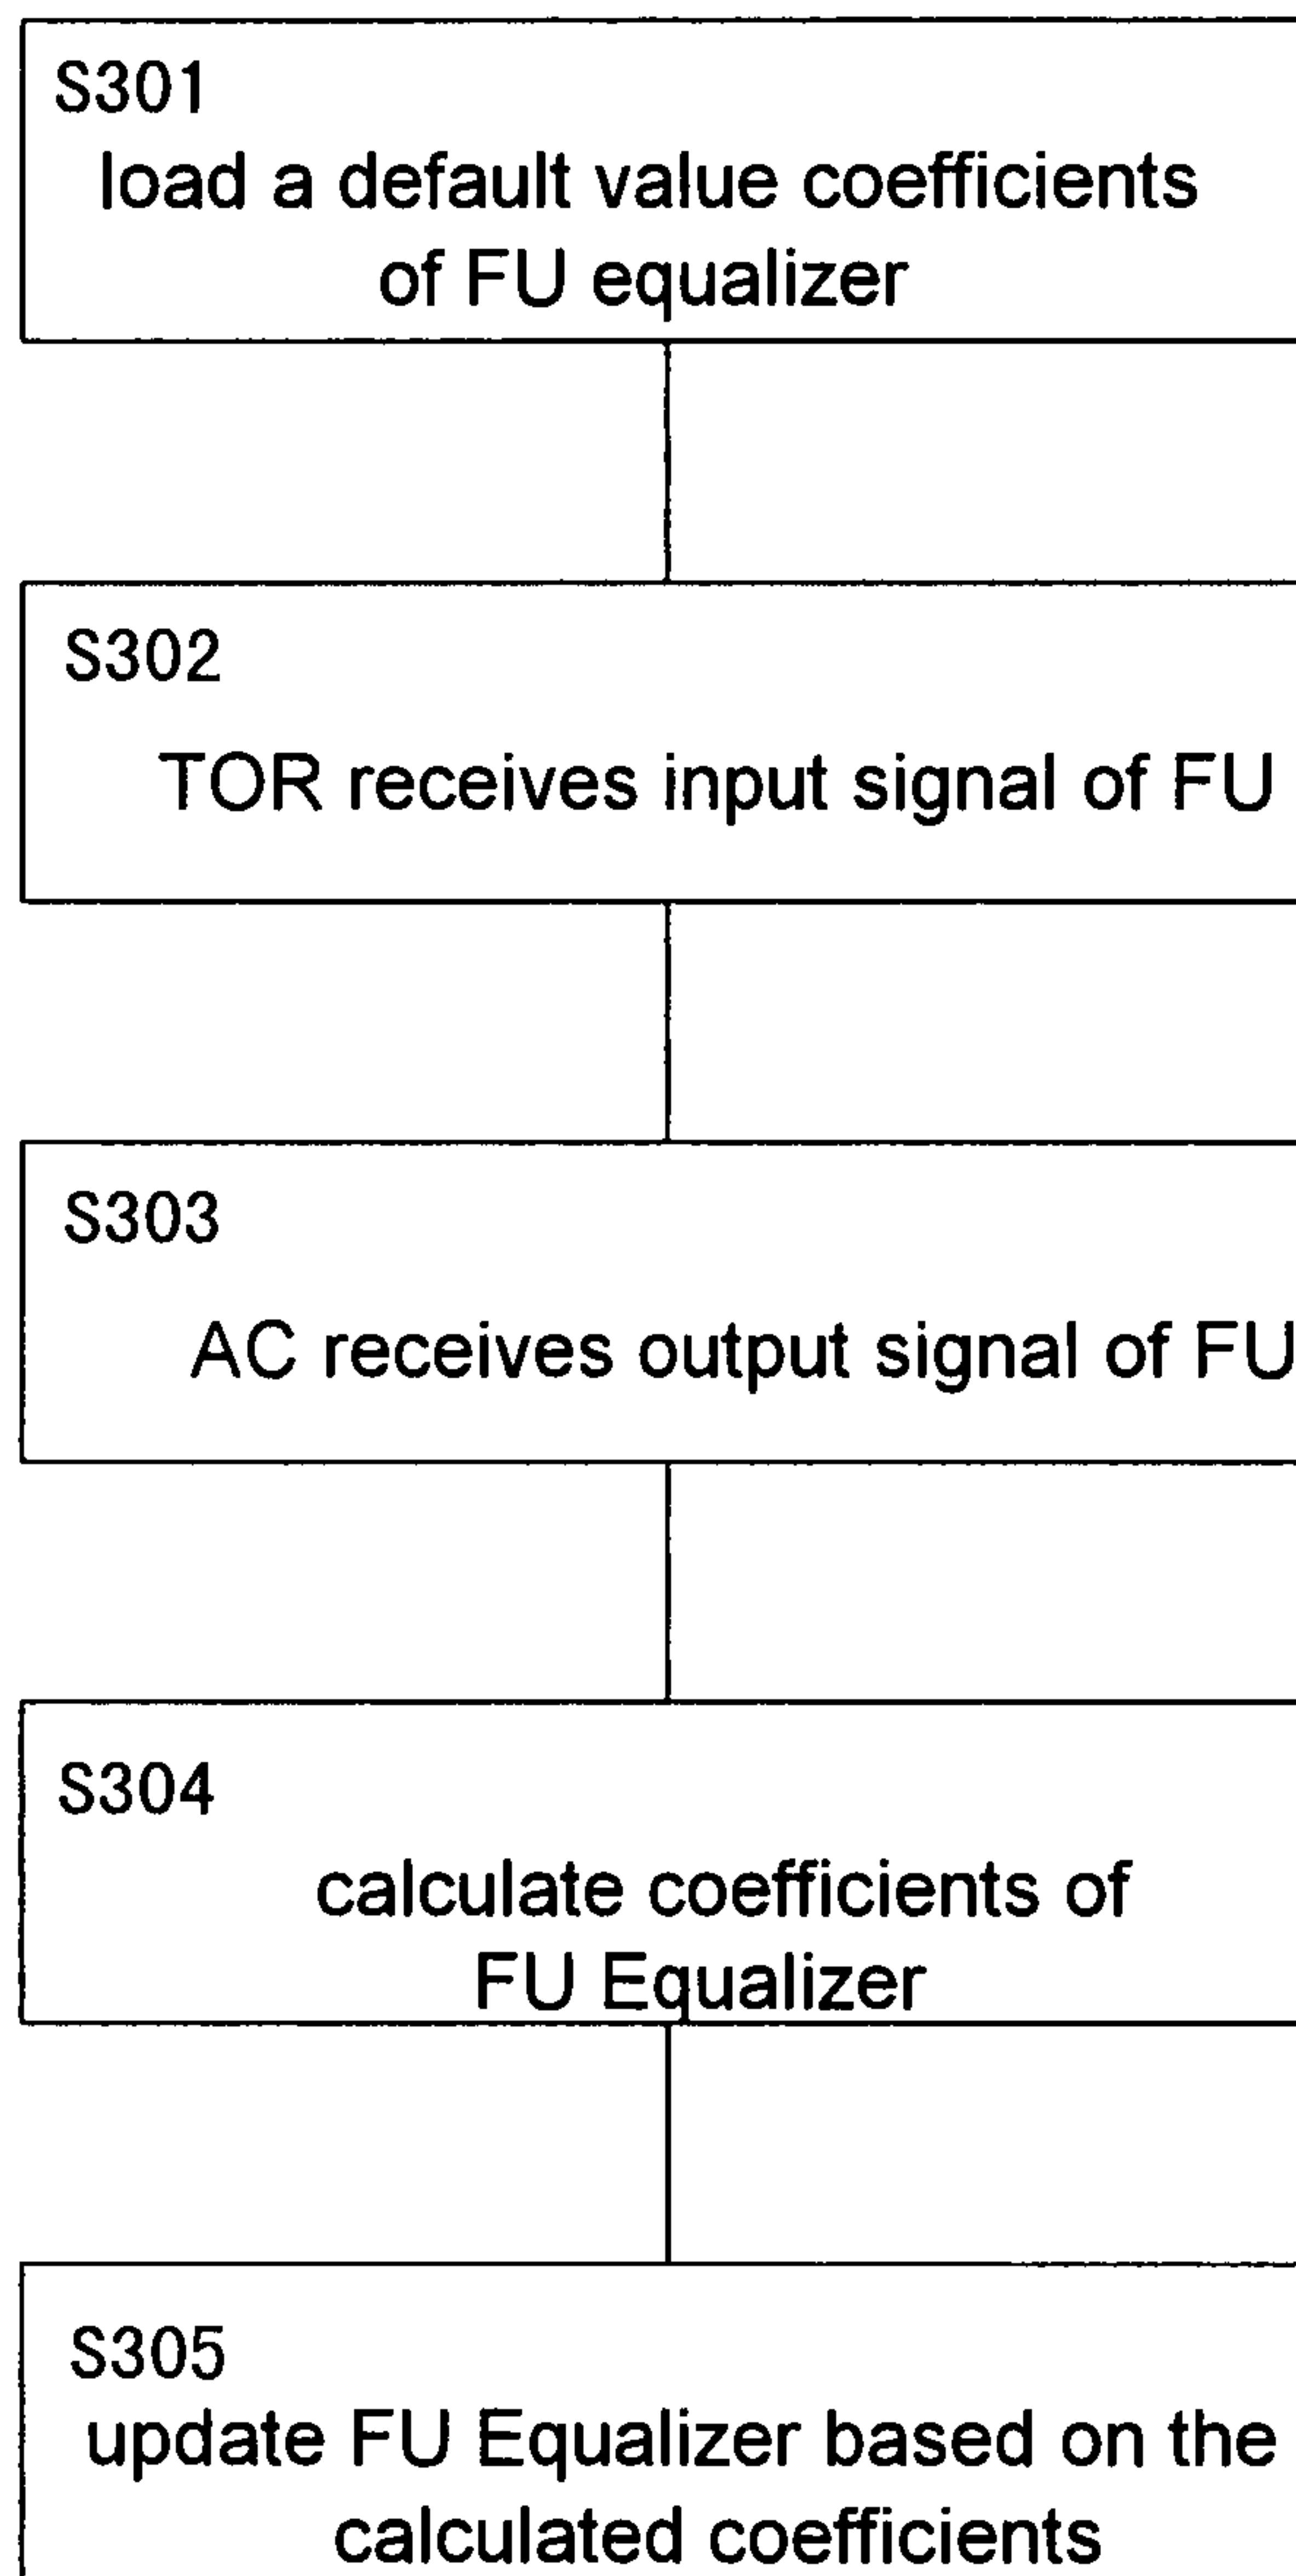 S301
load a default value coefficients
of FU equalizer
S302
TOR receives input signal of FU
S303
AC receives output signal of FU
S304
calculate coefficients of
FU Equalizer
S305
update FU Equalizer based on the
calculated coefficients